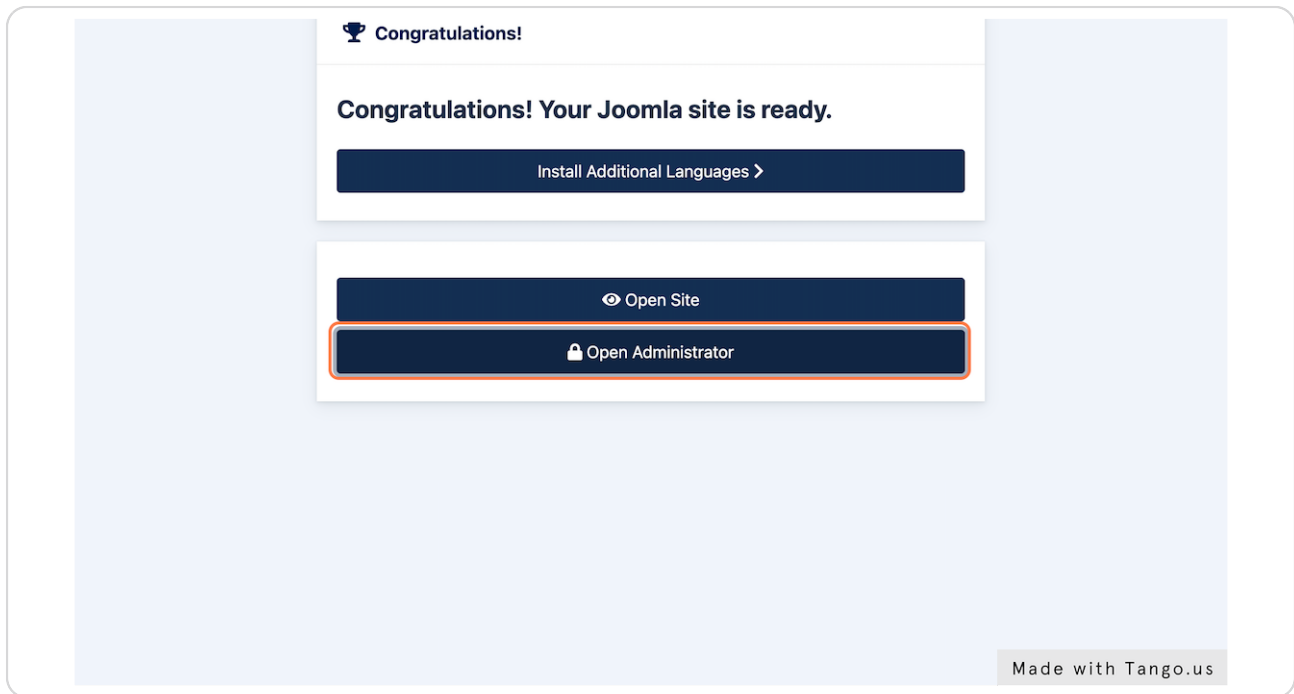 Congratulations!
Congratulations! Your Joomla site is ready.
Install Additional Languages
Open Site
Open Administrator
Made with Tango.us